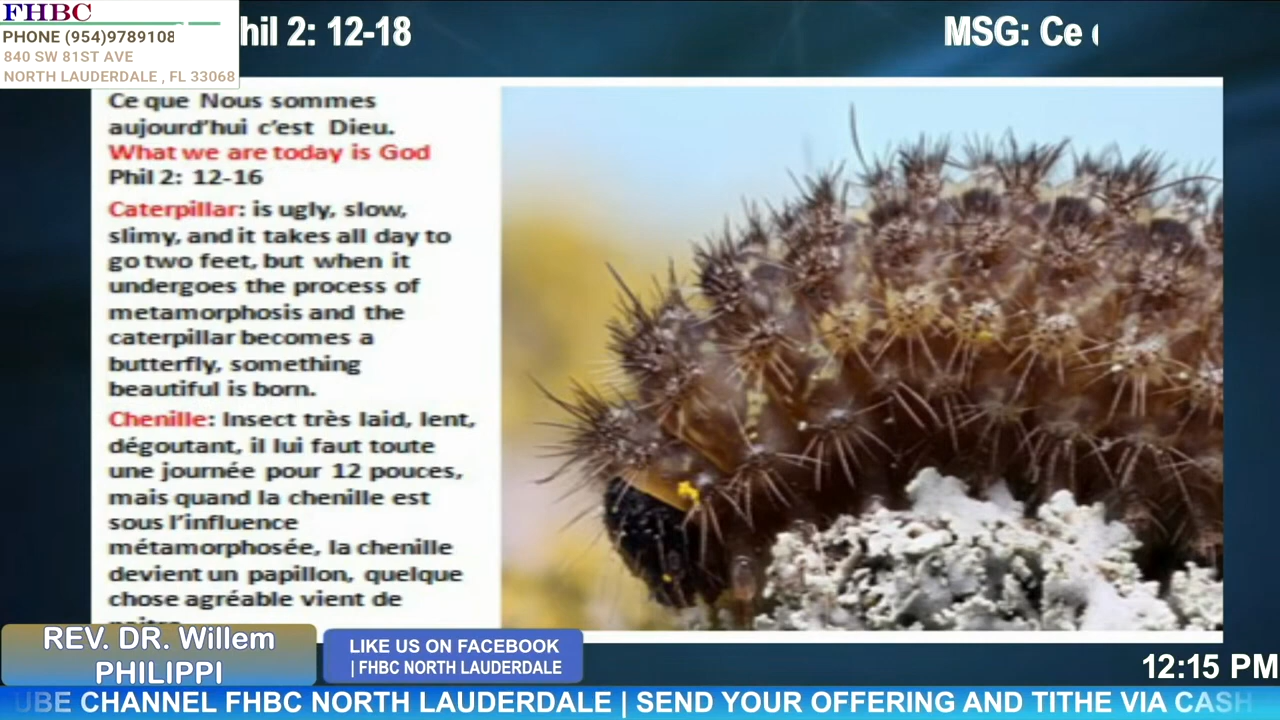 FHBC
PHONE (954)9789108
840 SW 81ST AVE
NORTH LAUDERDALE , FL 33068
hil 2: 12-18
MSG: Ce
Ce que Nous sommes
aujourd'hui c'est Dieu.
What we are today is God
Phil 2: 12-16
Caterpillar: is ugly, slow,
slimy, and it takes all day to
go two feet, but when it
undergoes the process of
metamorphosis and the
caterpillar becomes a
butterfly, something
beautiful is born.
Chenille: Insect très laid, lent,
dégoutant, il lui faut toute
une journée pour 12 pouces,
mais quand la chenille est
sous l'influence
métamorphosée, la chenille
devient un papillon, quelque
chose agréable vient de
REV. DR. Willem
PHILIPPI
LIKE US ON FACEBOOK
| FHBC NORTH LAUDERDALE
12:15 PM
UBE CHANNEL FHBC NORTH LAUDERDALE | SEND YOUR OFFERING AND TITHE VIA CASH